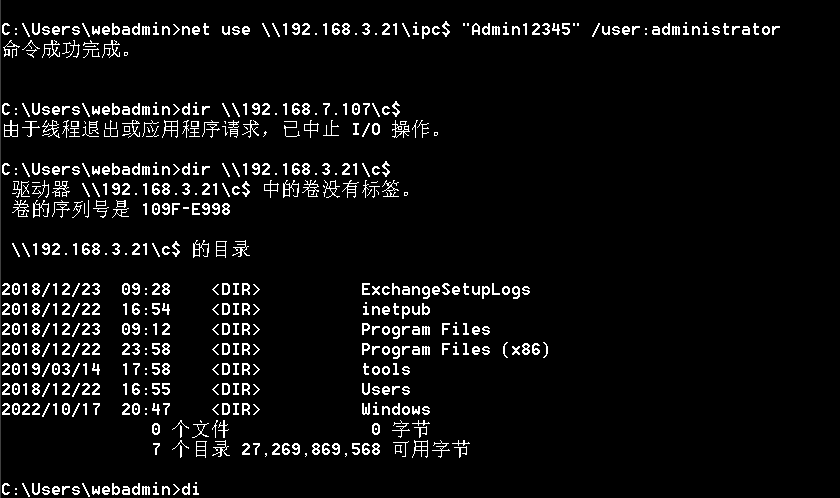 C:\Users\webadmin>net use \\192.168.3.21\ipc$ "Admin12345" /user:administrator
命令成功完成。
C:\Users\webadmin>dir \\192.168.7.107\c$
由于线程退出或应用程序请求，已中止 I/O 操作。
C:\Users\webadmin>dir \\192.168.3.21\c$
 驱动器 \\192.168.3.21\c$ 中的卷没有标签。
 卷的序列号是 109F-E998
 \\192.168.3.21\c$ 的目录
2018/12/23  09:28    <DIR>          ExchangeSetupLogs
2018/12/22  16:54    <DIR>          inetpub
2018/12/23  09:12    <DIR>          Program Files
2018/12/22  23:58    <DIR>          Program Files (x86)
2019/03/14  17:58    <DIR>          tools
2018/12/22  16:55    <DIR>          Users
2022/10/17  20:47    <DIR>          Windows
               0 个文件              0 字节
               7 个目录 27,269,869,568 可用字节
C:\Users\webadmin>di